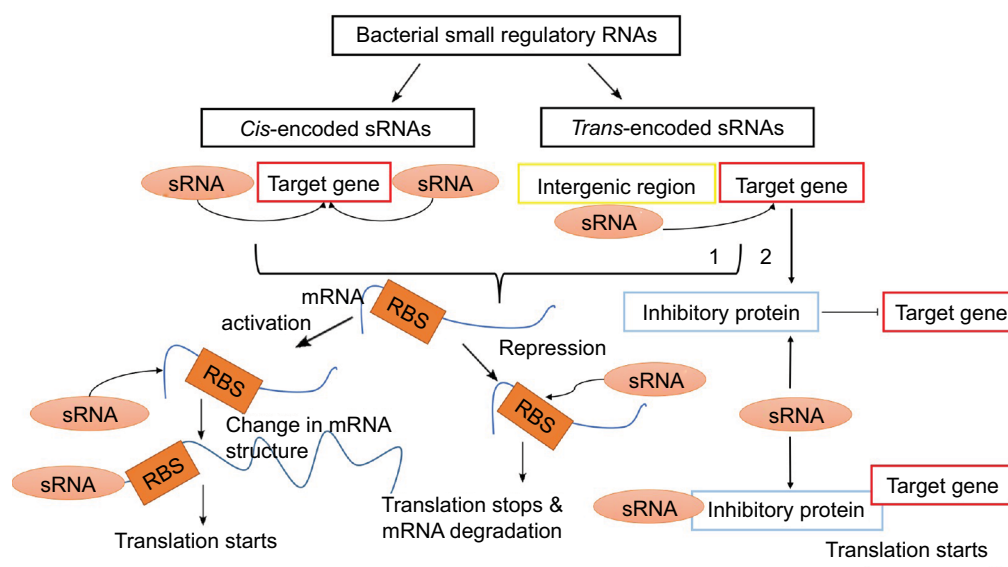 Bacterial small regulatory RNAs
Cis-encoded sRNAs
Trans-encoded sRNAs
sRNA
Target gene
sRNA
Intergenic region
Target gene
sRNA
1
2
mRNA
RBS
activation
Repression
Inhibitory protein
Target gene
RBS
sRNA
RBS
sRNA
sRNA
Change in mRNA
structure
RBS
sRNA
Translation stops &
mRNA degradation
Target gene
sRNA
Inhibitory protein
Translation starts
Translation starts